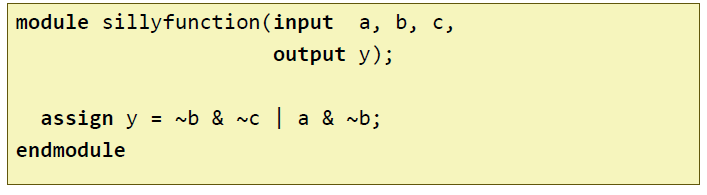 module sillyfunction(input a, b, c,
output y);
assign y = ~b & ~c | a & ~b;
endmodule